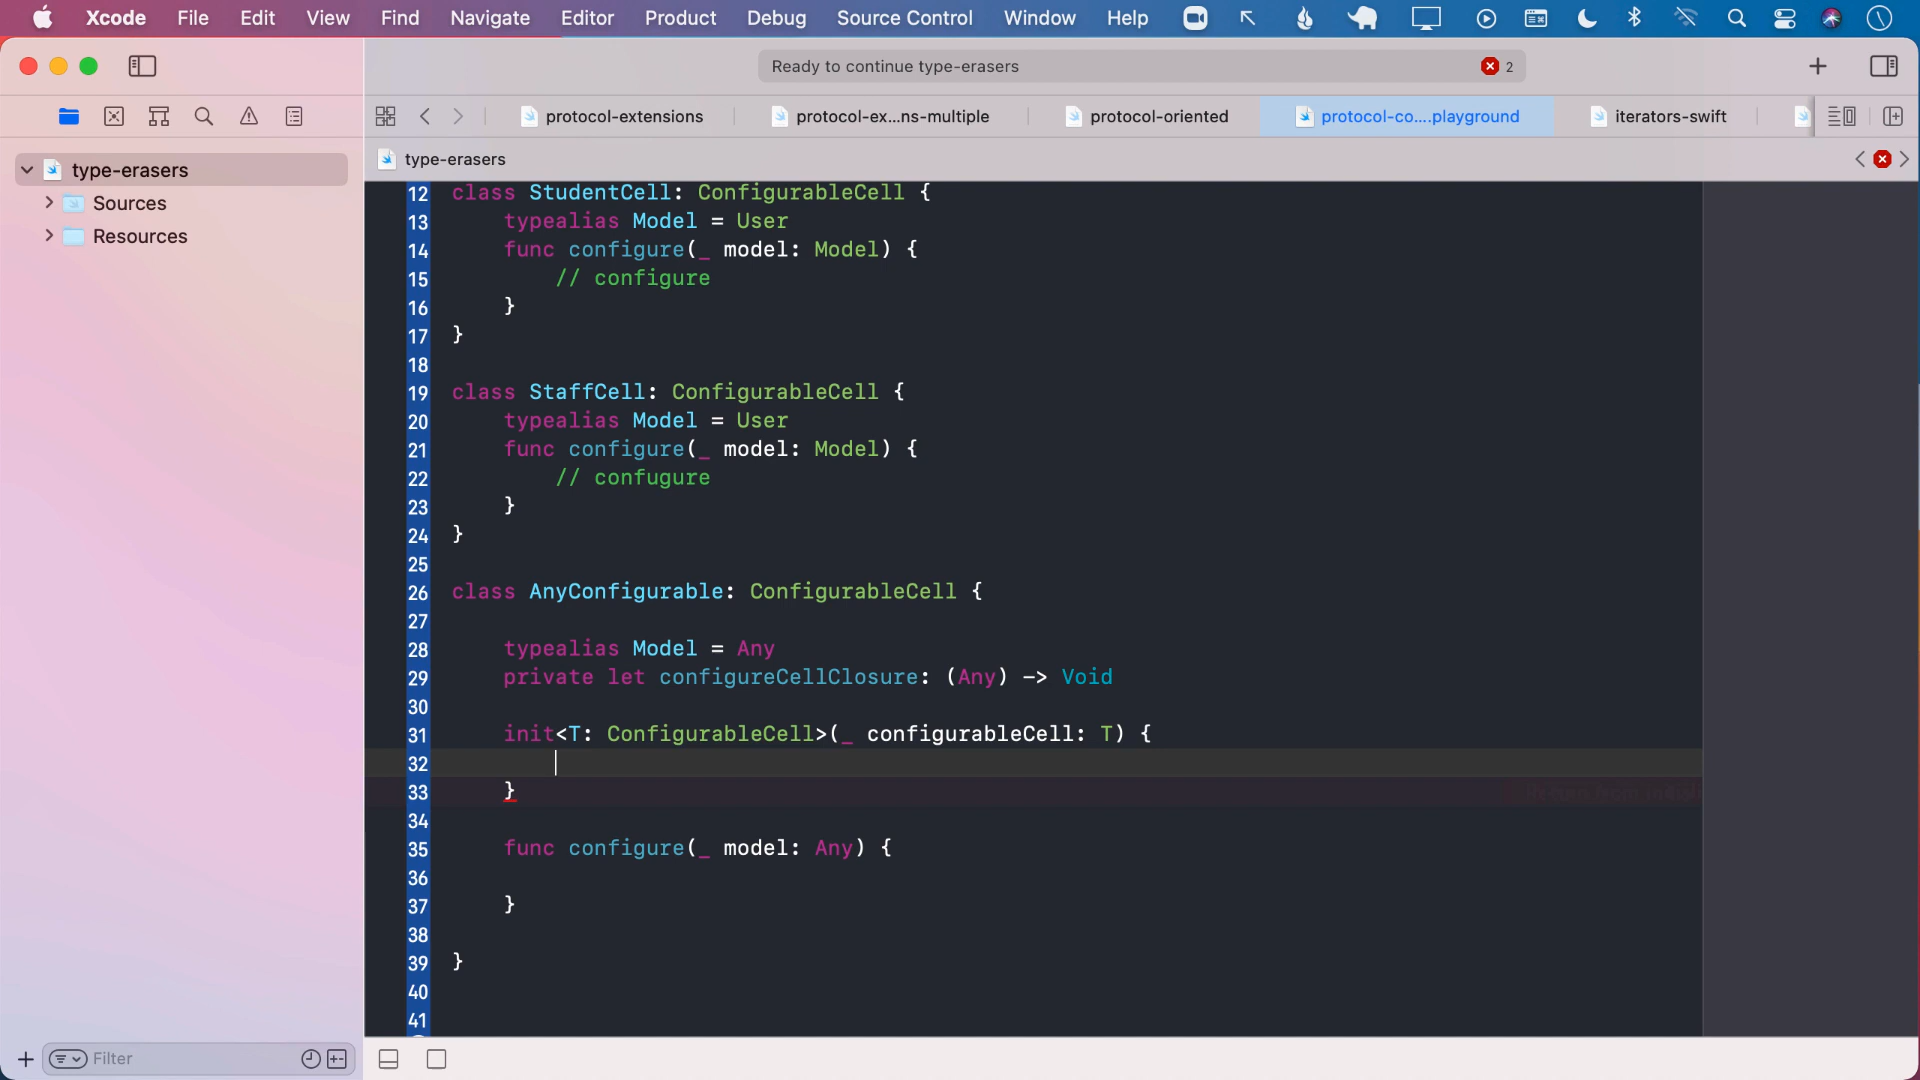 Xcode File Edit View Find Navigate Editor Product Debug Source Control Window Help
Ready to continue type-erasers 2
protocol-extensions protocol-ex...ns-multiple protocol-oriented protocol-co....playground iterators-swift
type-erasers
type-erasers
Sources
Resources
12 class StudentCell: ConfigurableCell {
13 typealias Model = User
14 func configure(_ model: Model) {
15 // configure
16 }
17 }
18
19 class StaffCell: ConfigurableCell {
20 typealias Model = User
21 func configure(_ model: Model) {
22 // confugure
23 }
24 }
25
26 class AnyConfigurable: ConfigurableCell {
27
28 typealias Model = Any
29 private let configureCellClosure: (Any) -> Void
30
31 init<T: ConfigurableCell>(_ configurableCell: T) {
32
33 }
34
35 func configure(_ model: Any) {
36
37 }
38
39 }
40
41
Filter